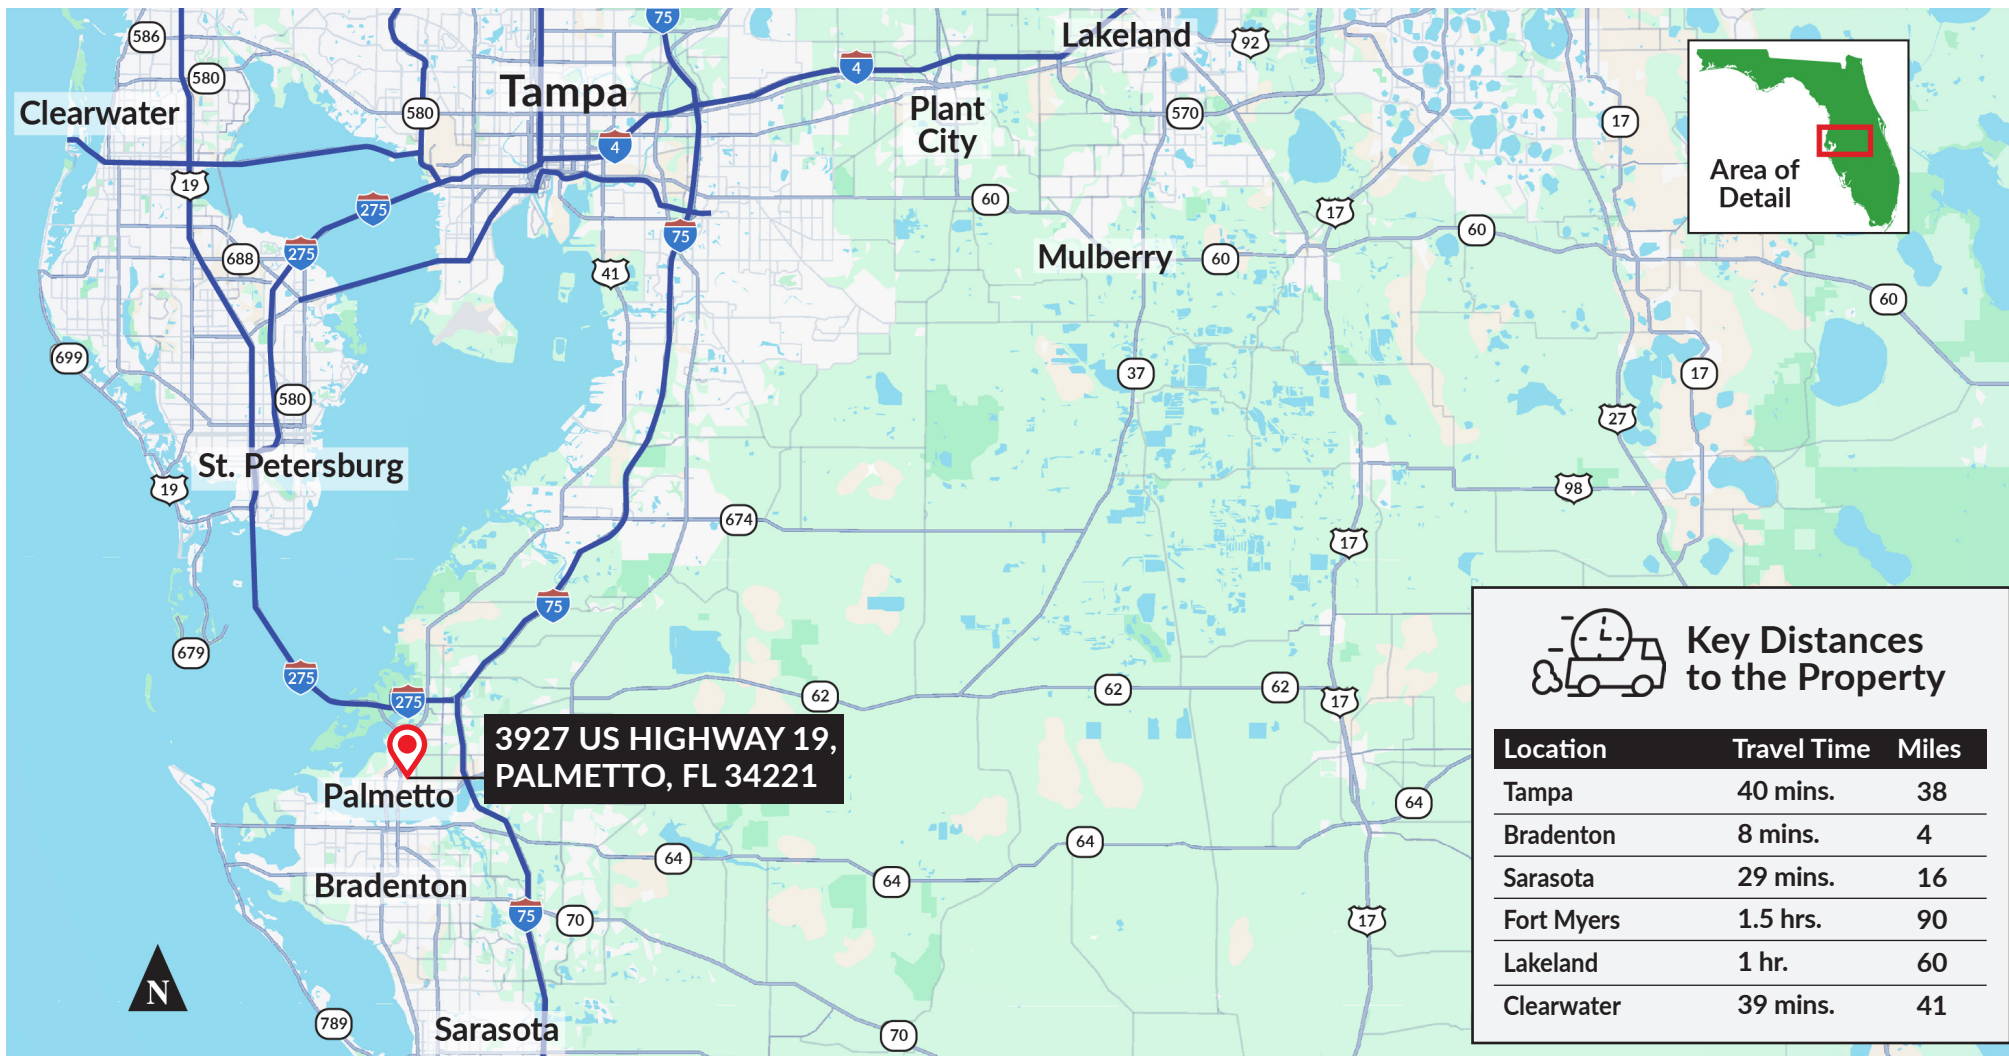 75
586
Lakeland
92
4
580
Tampa
Clearwater
580
Plant
City
570
17
4
Area of
Detail
19
275
60
17
75
60
275
688
41
Mulberry
60
60
699
37
17
580
27
St. Petersburg
19
98
674
17
75
679
275
275
62
62
62
17
3927 US HIGHWAY 19,
PALMETTO, FL 34221
Palmetto
64
64
64
64
Bradenton
75
70
17
N
789
Sarasota
70
Key Distances
to the Property
Location Travel Time Miles
Tampa 40 mins. 38
Bradenton 8 mins. 4
Sarasota 29 mins. 16
Fort Myers 1.5 hrs. 90
Lakeland 1 hr. 60
Clearwater 39 mins. 41